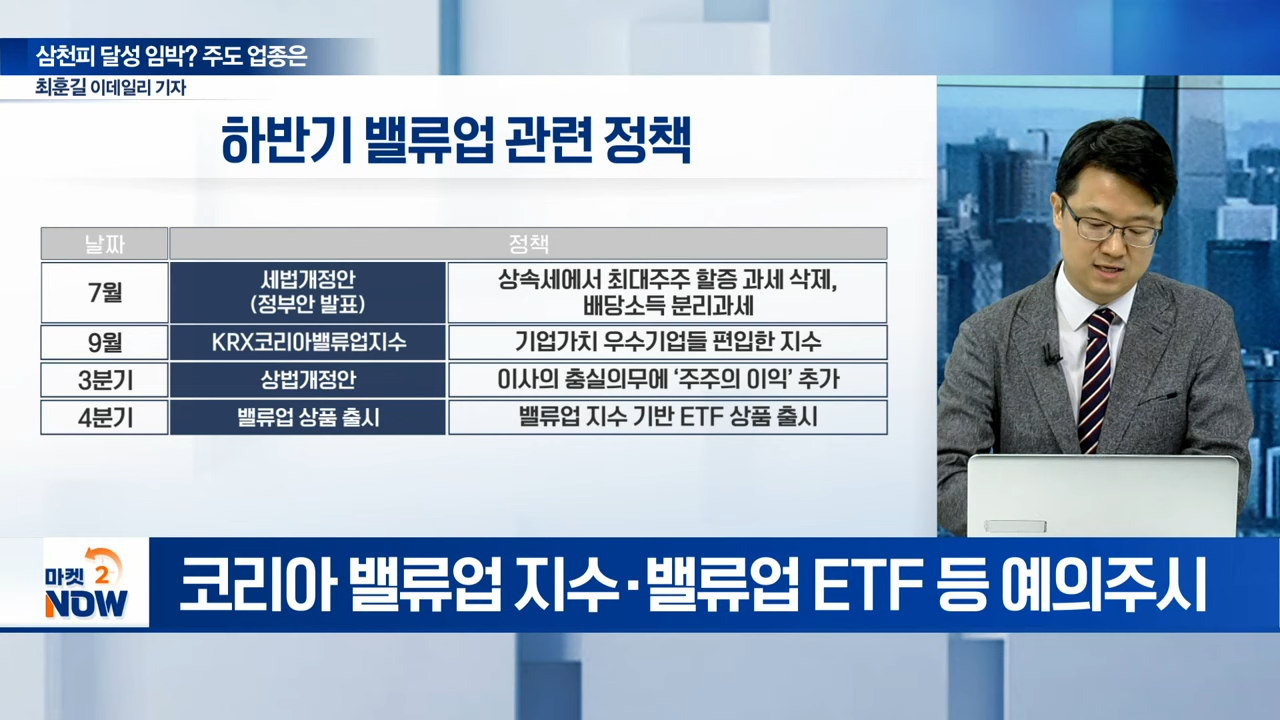 삼천피 달성 임박? 주도 업종은
최훈길 이데일리 기자
하반기 밸류업 관련 정책
날짜 정책
7월 세법개정안 (정부안 발표) 상속세에서 최대주주 할증 과세 삭제, 배당소득 분리과세
9월 KRX코리아밸류업지수 기업가치 우수기업들 편입한 지수
3분기 상법개정안 이사의 충실의무에 ‘주주의 이익’ 추가
4분기 밸류업 상품 출시 밸류업 지수 기반 ETF 상품 출시
마켓 2
NOW
코리아 밸류업 지수·밸류업 ETF 등 예의주시